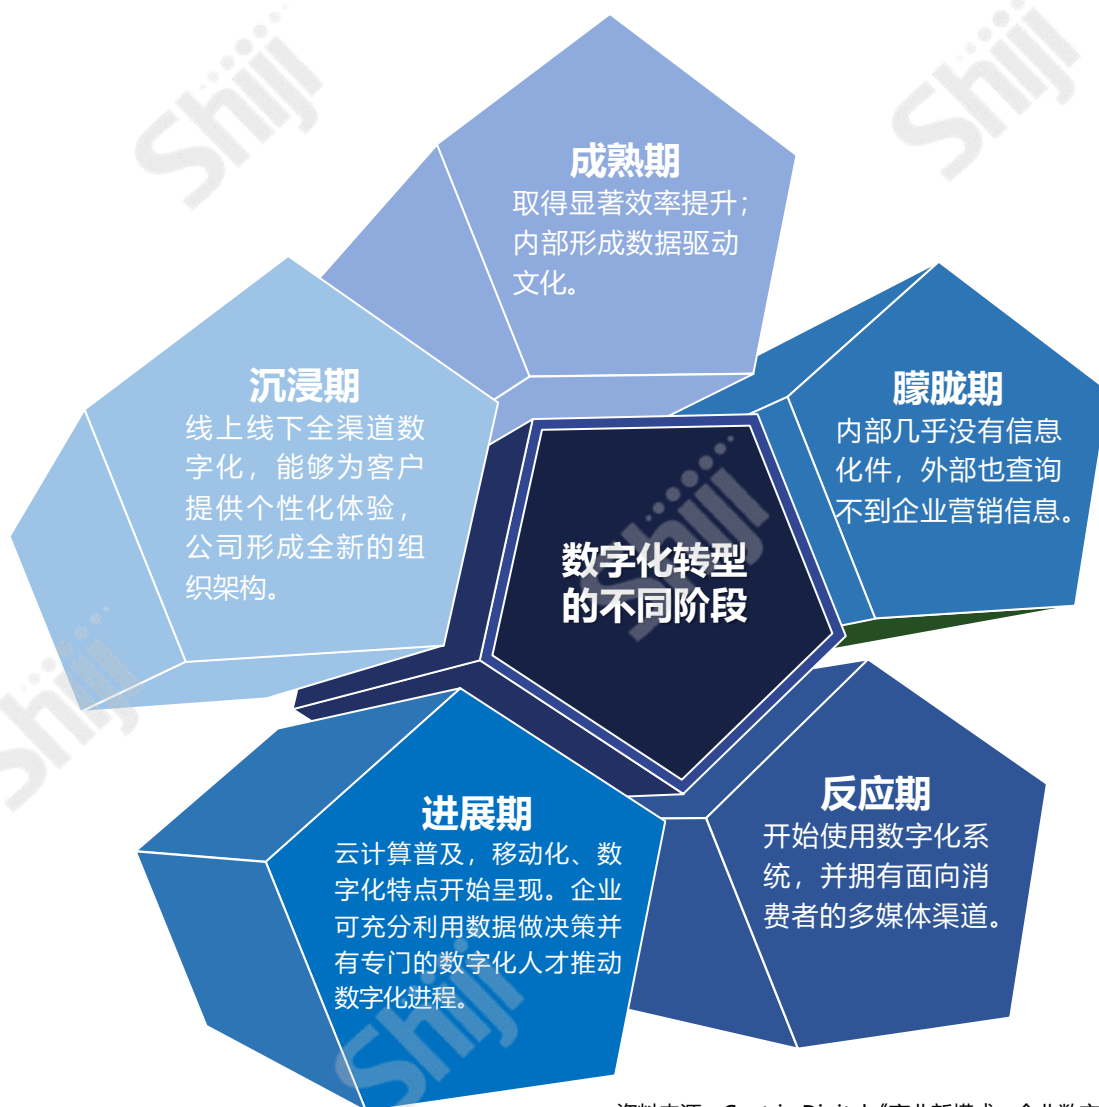 成熟期
取得显著效率提升；
内部形成数据驱动
文化。
朦胧期
内部几乎没有信息
化件，外部也查询
不到企业营销信息。
反应期
开始使用数字化系
统，并拥有面向消
费者的多媒体渠道。
进展期
云计算普及，移动化、数
字化特点开始呈现。企业
可充分利用数据做决策并
有专门的数字化人才推动
数字化进程。
沉浸期
线上线下全渠道数
字化，能够为客户
提供个性化体验，
公司形成全新的组
织架构。
数字化转型
的不同阶段
Shiji
Shiji
Shiji
Shiji
Shiji